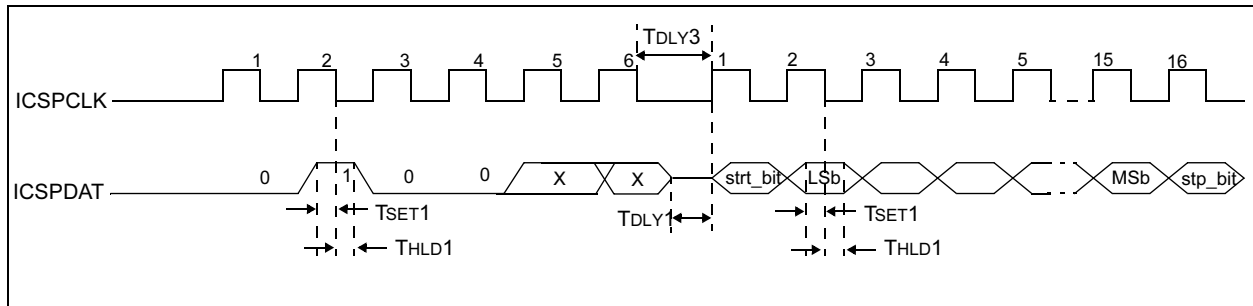 TDLY3
1 2 3 4 5 6 1 2 3 4 5 15 16
ICSPCLK
ICSPDAT 0 1 0 0 X X strt_bit LSb MSb stp_bit
TSET1 TDLY1 TSET1
THLD1 THLD1